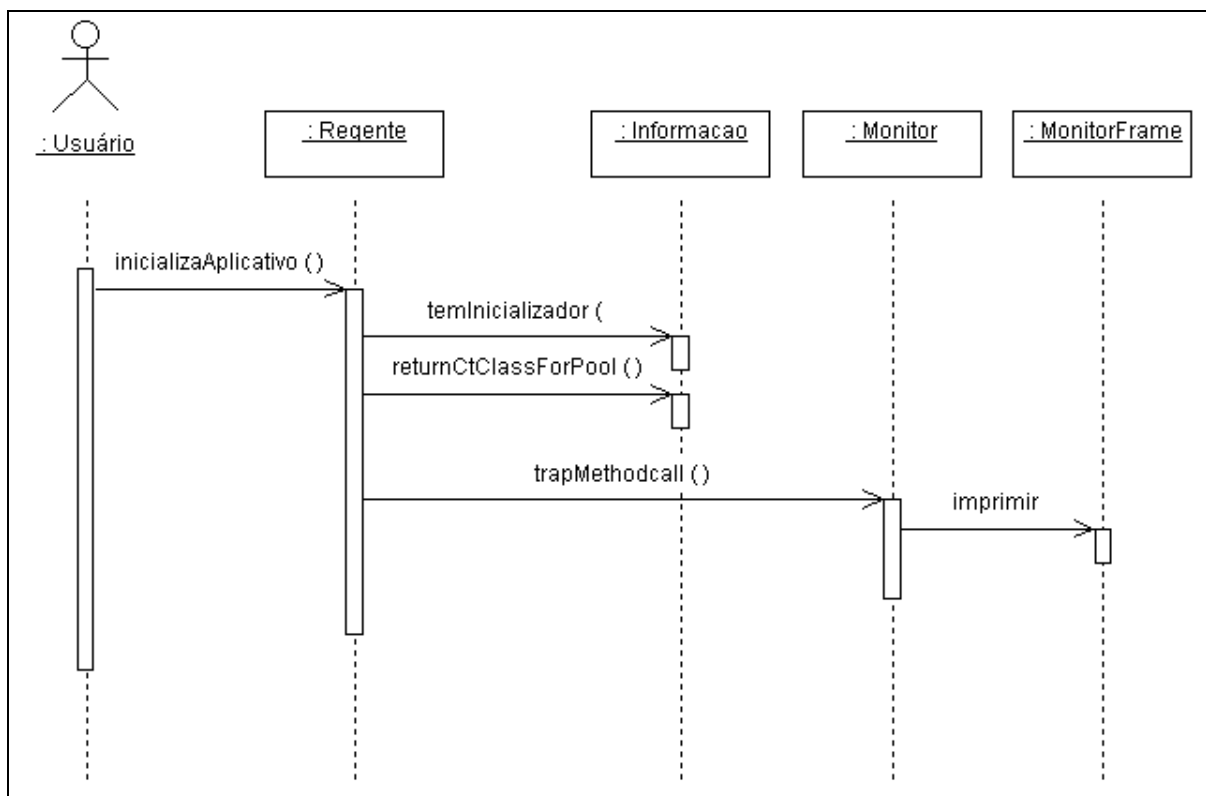 : Usuário
: Regente
: Informacao
: Monitor
: MonitorFrame
inicializaAplicativo ( )
temInicializador (
returnCtClassForPool ( )
trapMethodcall ( )
imprimir